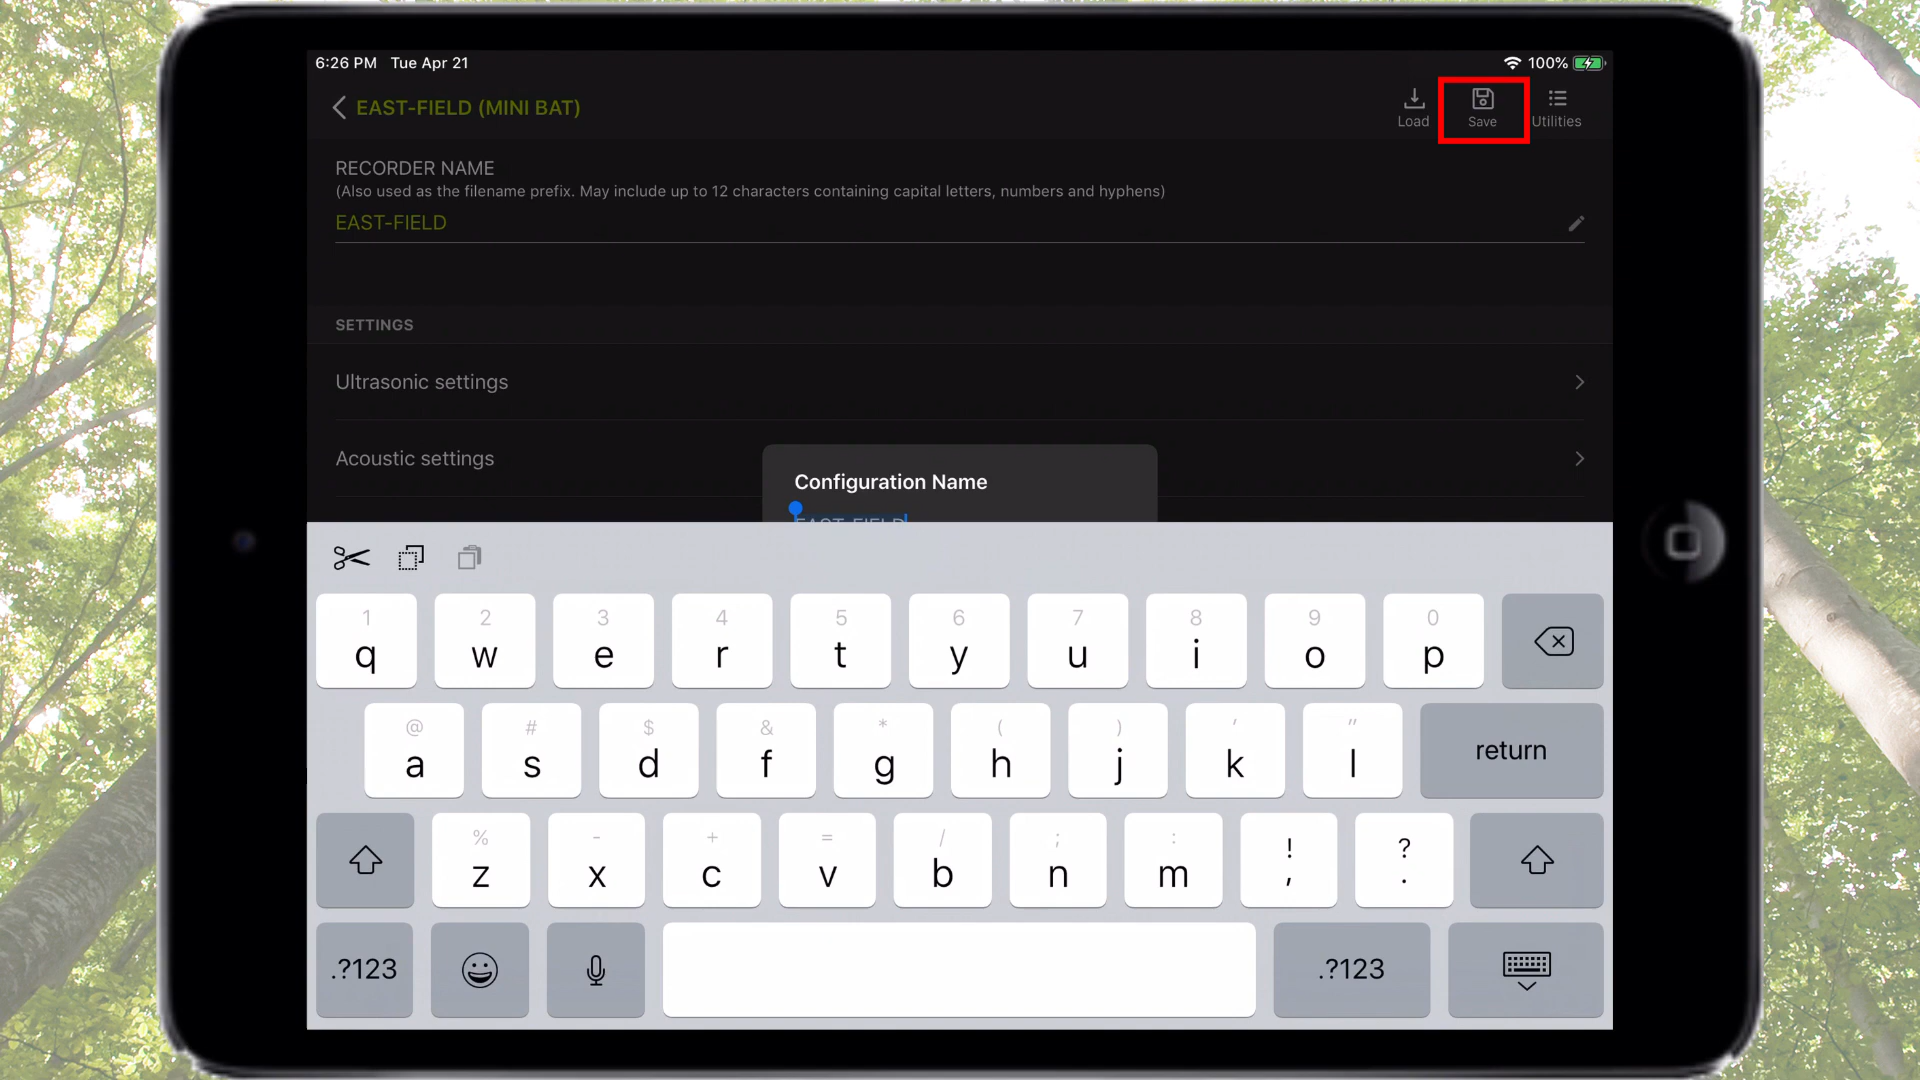 6:26 PM Tue Apr 21
100%
EAST-FIELD (MINI BAT)
Load
Save
Utilities
RECORDER NAME
(Also used as the filename prefix. May include up to 12 characters containing capital letters, numbers and hyphens)
EAST-FIELD
SETTINGS
Ultrasonic settings
Acoustic settings
Configuration Name
EAST-FIELD
1 2 3 4 5 6 7 8 9 0
q w e r t y u i o p
@ # $ & * ( ) ' "
a s d f g h j k l return
% - + = / ; : ! ?
z x c v b n m , .
.?123 .?123